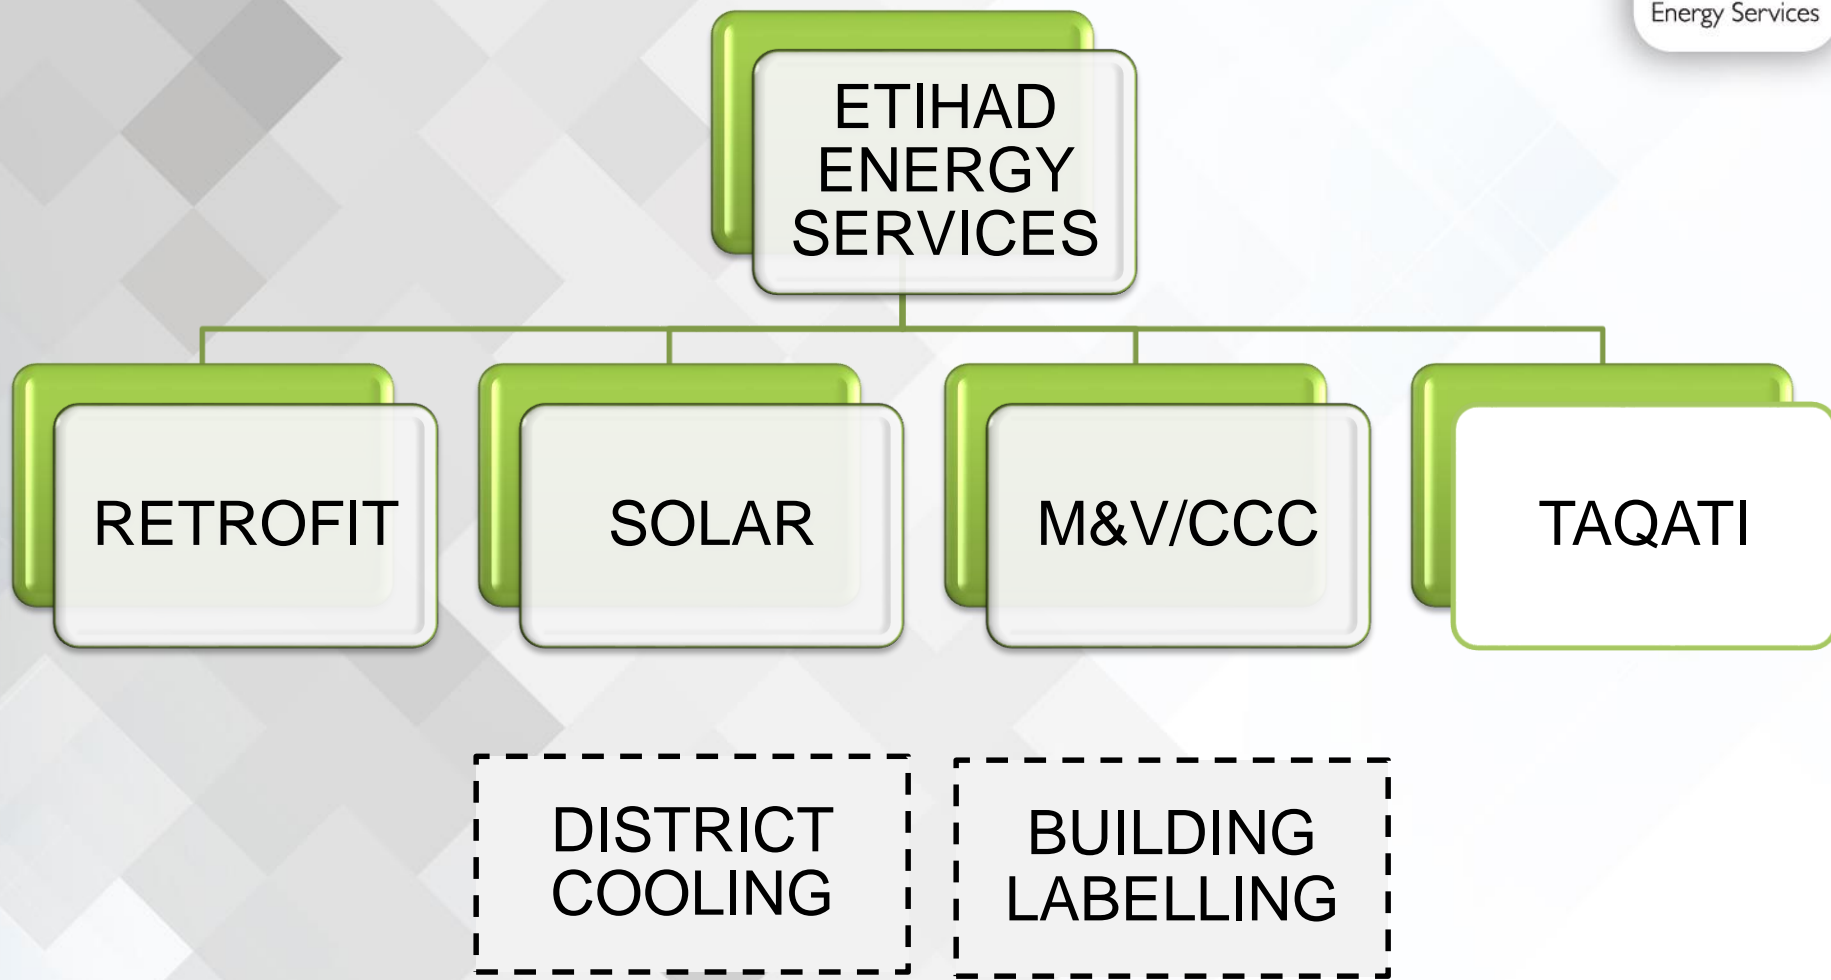 Energy Services
ETIHAD
ENERGY
SERVICES
RETROFIT
SOLAR
M&V/CCC
TAQATI
DISTRICT
COOLING
BUILDING
LABELLING